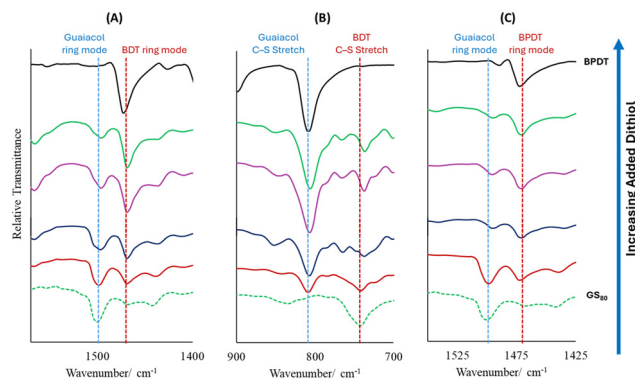 (A)
(B)
(C)
Guaiacol
ring mode
BDT ring mode
Guaiacol
C–S Stretch
BDT
C–S Stretch
Guaiacol
ring mode
BPDT
ring mode
BPDT
GS80
Relative Transmittance
Increasing Added Dithiol
1500
1400
900
800
700
1525
1475
1425
Wavenumber/ cm-1
Wavenumber/ cm-1
Wavenumber/ cm-1